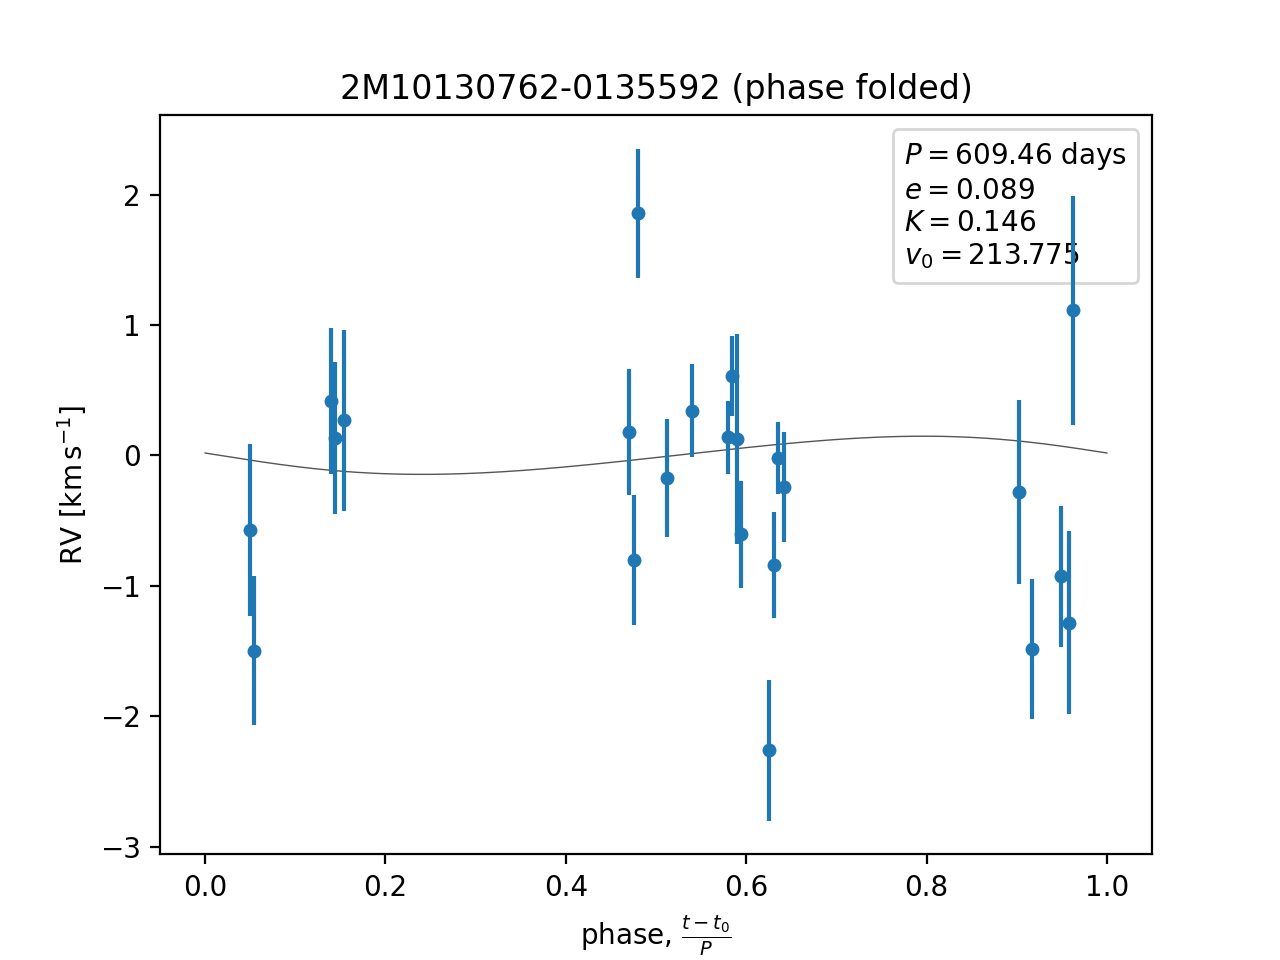 2M10130762-0135592 (phase folded)
P = 609.46 days
e = 0.089
K = 0.146
v₀ = 213.775
2
1
0
−1
−2
−3
RV [km s⁻¹]
0.0 0.2 0.4 0.6 0.8 1.0
phase, (t − t₀)/P